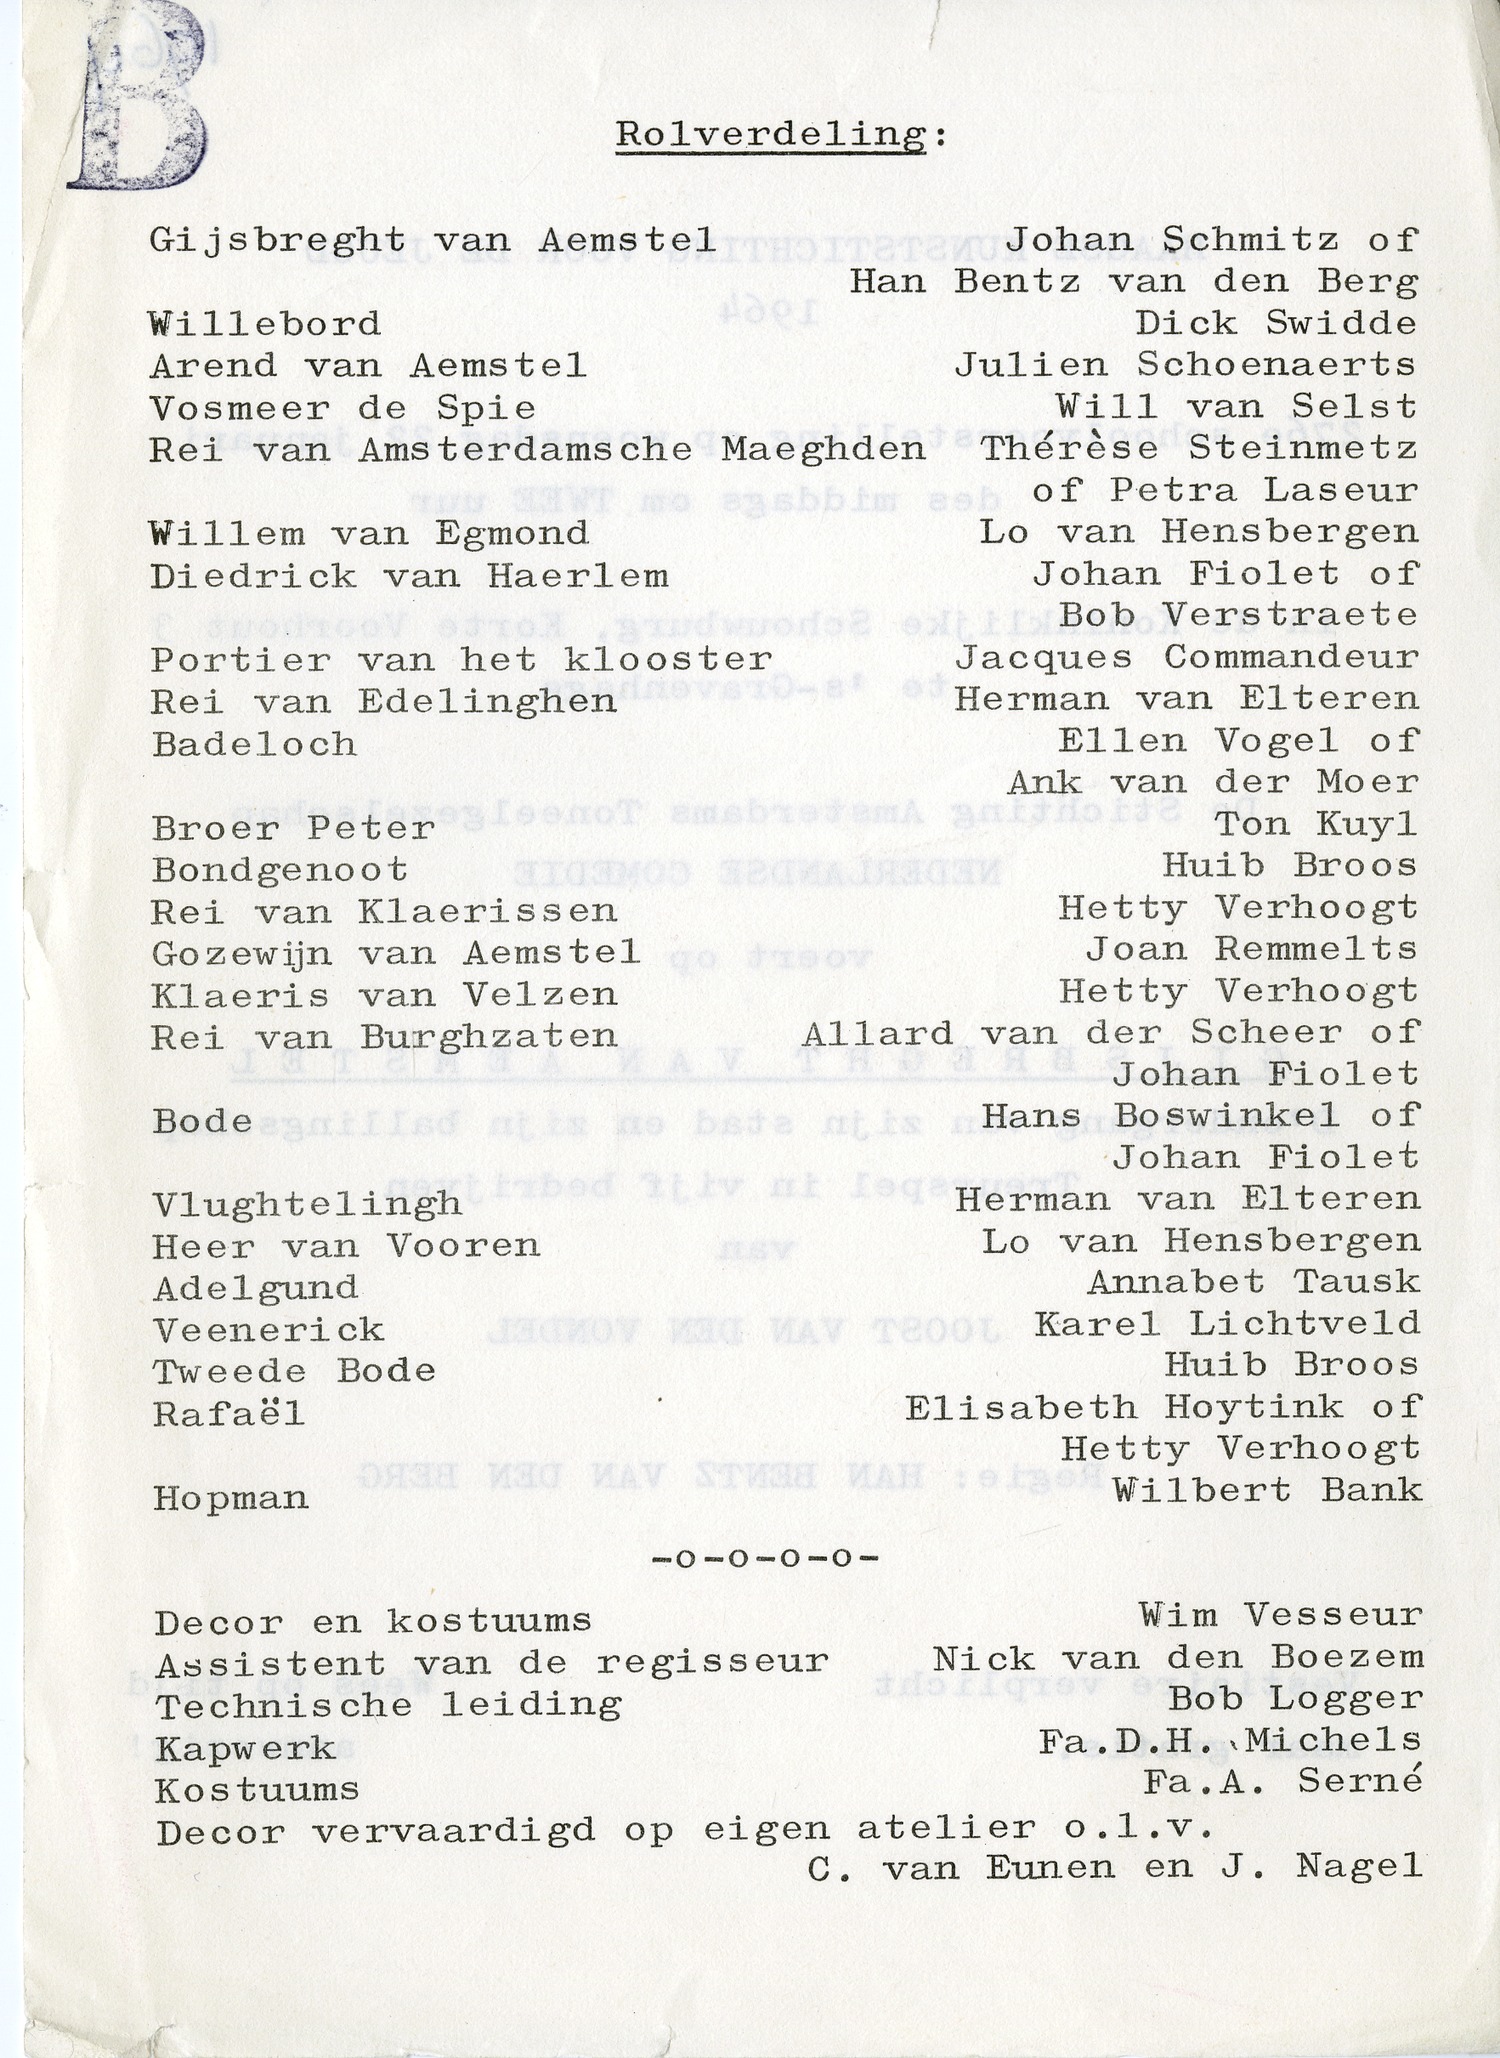 B
Rolverdeling:
Gijsbreght van Aemstel Johan Schmitz of
Han Bentz van den Berg
Willebord Dick Swidde
Arend van Aemstel Julien Schoenaerts
Vosmeer de Spie Will van Selst
Rei van Amsterdamsche Maeghden Thérèse Steinmetz
of Petra Laseur
Willem van Egmond Lo van Hensbergen
Diedrick van Haerlem Johan Fiolet of
Bob Verstraete
Portier van het klooster Jacques Commandeur
Rei van Edelinghen Herman van Elteren
Badeloch Ellen Vogel of
Ank van der Moer
Broer Peter Ton Kuyl
Bondgenoot Huib Broos
Rei van Klaerissen Hetty Verhoogt
Gozewijn van Aemstel Joan Remmelts
Klaeris van Velzen Hetty Verhoogt
Rei van Burghzaten Allard van der Scheer of
Johan Fiolet
Bode Hans Boswinkel of
Johan Fiolet
Vlughtelingh Herman van Elteren
Heer van Vooren Lo van Hensbergen
Adelgund Annabet Tausk
Veenerick Karel Lichtveld
Tweede Bode Huib Broos
Rafaël Elisabeth Hoytink of
Hetty Verhoogt
Hopman Wilbert Bank
-o-o-o-o-
Decor en kostuums Wim Vesseur
Assistent van de regisseur Nick van den Boezem
Technische leiding Bob Logger
Kapwerk Fa.D.H. Michels
Kostuums Fa.A. Serné
Decor vervaardigd op eigen atelier o.l.v.
C. van Eunen en J. Nagel